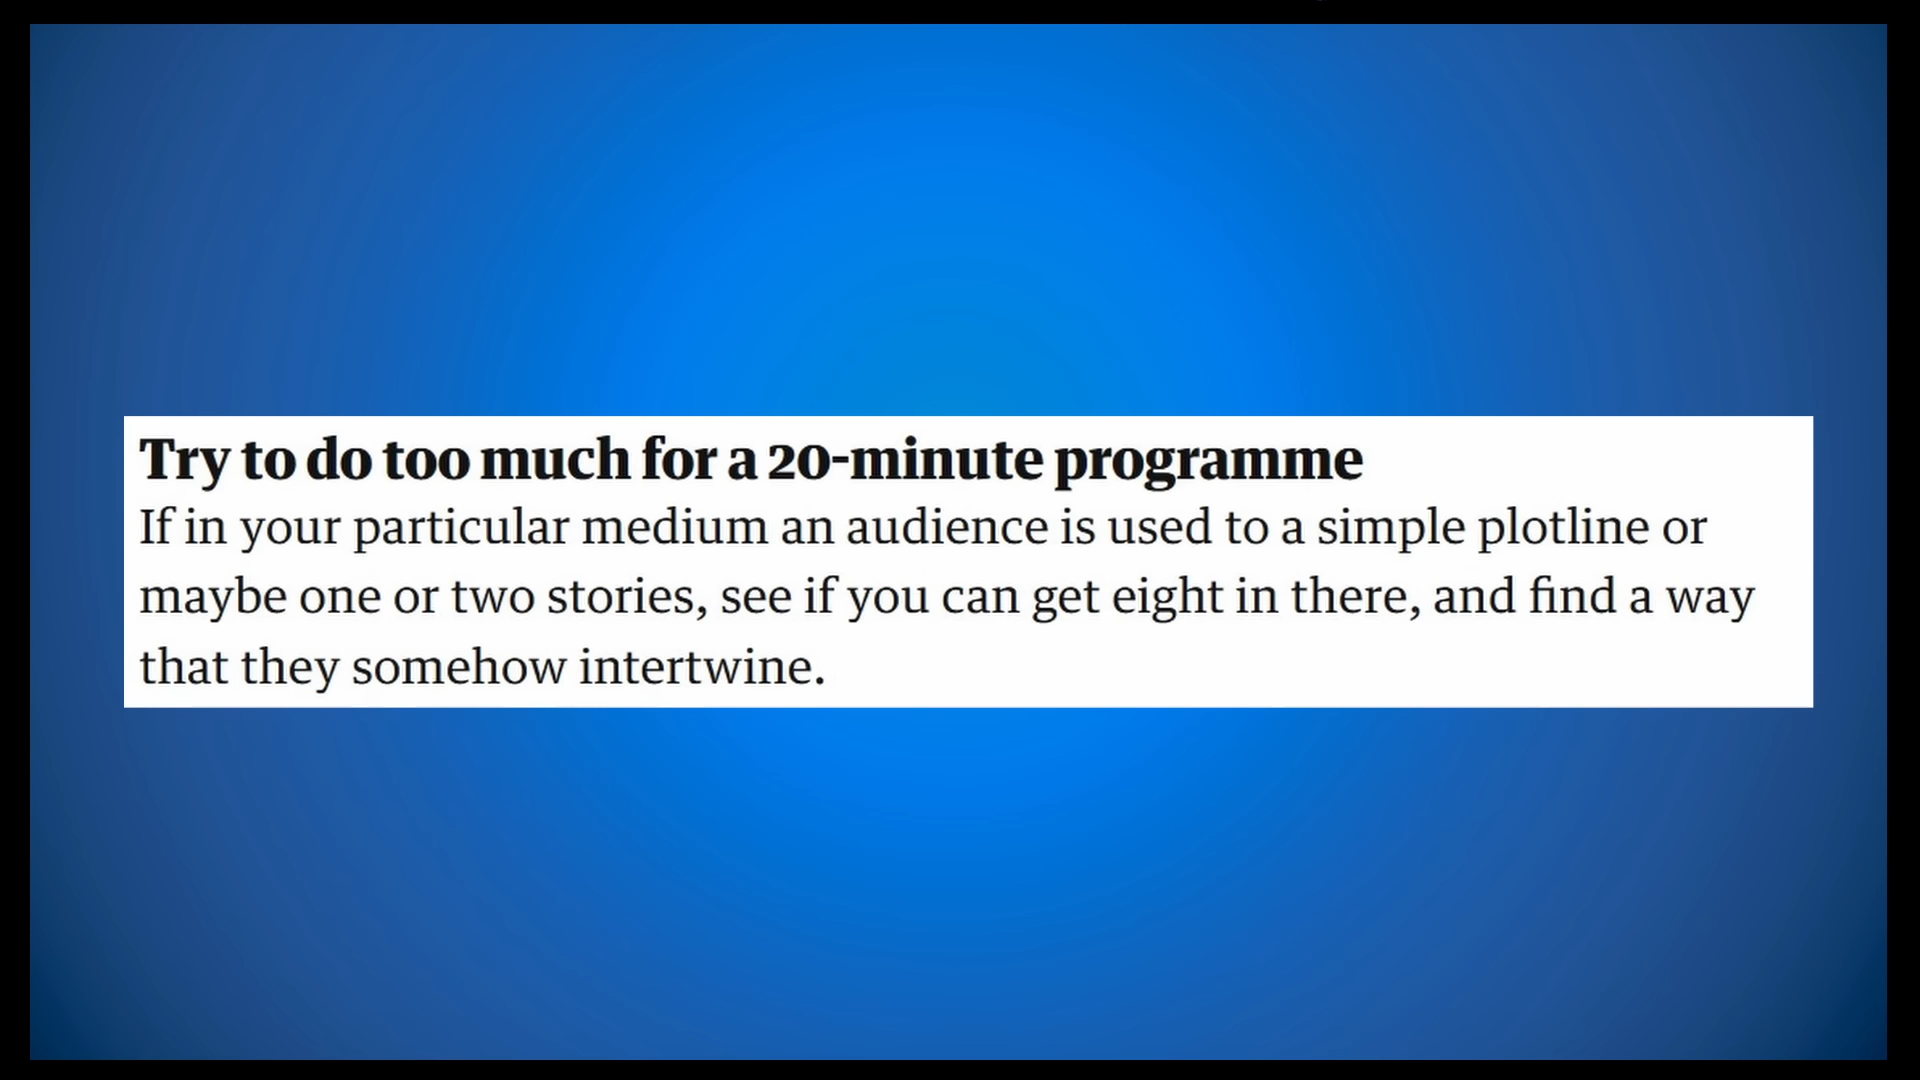 Try to do too much for a 20-minute programme
If in your particular medium an audience is used to a simple plotline or
maybe one or two stories, see if you can get eight in there, and find a way
that they somehow intertwine.